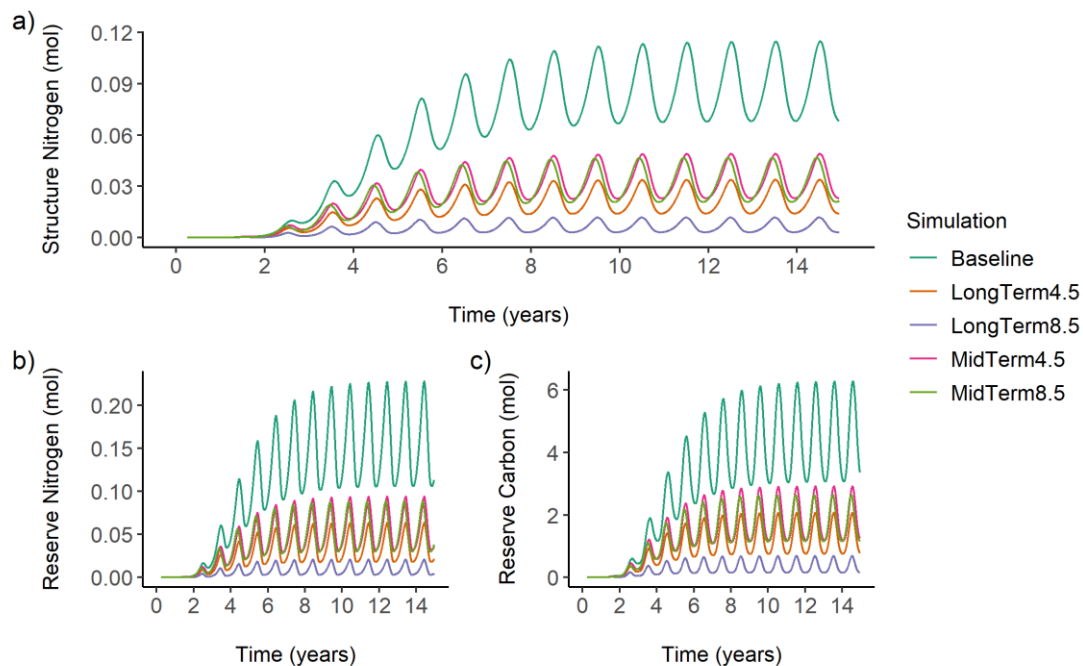 a)
Structure Nitrogen (mol)
0.12
0.09
0.06
0.03
0.00
0 2 4 6 8 10 12 14
Time (years)
Simulation
Baseline
LongTerm4.5
LongTerm8.5
MidTerm4.5
MidTerm8.5
b)
Reserve Nitrogen (mol)
0.20
0.15
0.10
0.05
0.00
0 2 4 6 8 10 12 14
Time (years)
c)
Reserve Carbon (mol)
6
4
2
0
0 2 4 6 8 10 12 14
Time (years)